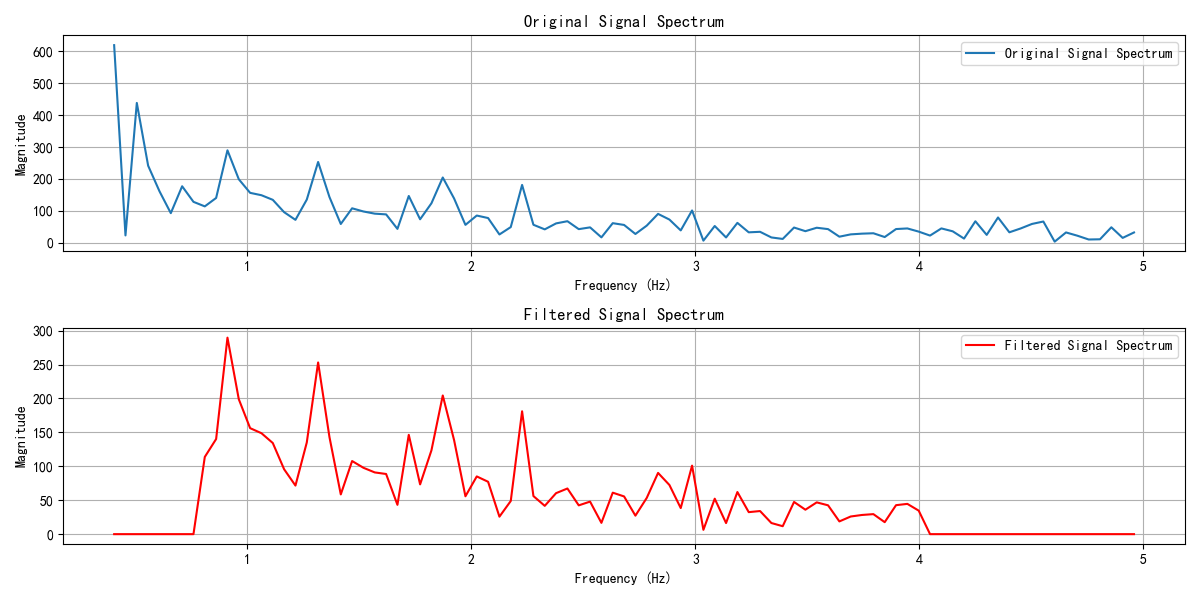 Original Signal Spectrum
Original Signal Spectrum
600
500
400
300
200
100
0
Magnitude
1 2 3 4 5
Frequency (Hz)
Filtered Signal Spectrum
Filtered Signal Spectrum
300
250
200
150
100
50
0
Magnitude
1 2 3 4 5
Frequency (Hz)